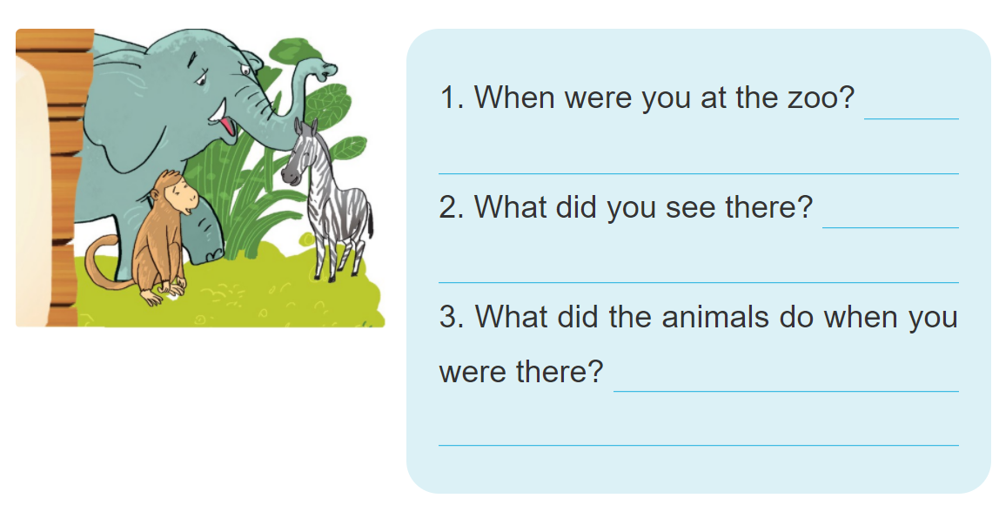 1. When were you at the zoo?
2. What did you see there?
3. What did the animals do when you
were there?